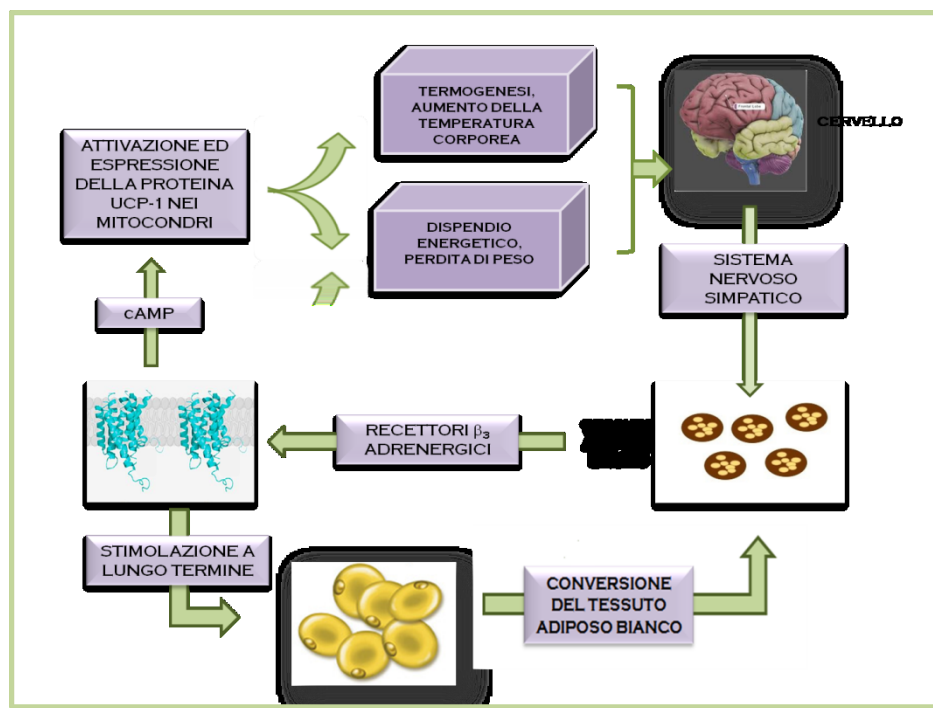 TERMOGENESI,
AUMENTO DELLA
TEMPERATURA
CORPOREA
CERVELLO
ATTIVAZIONE ED
ESPRESSIONE
DELLA PROTEINA
UCP-1 NEI
MITOCONDRI
DISPENDIO
ENERGETICO,
PERDITA DI PESO
SISTEMA
NERVOSO
SIMPATICO
cAMP
RECETTORI β₃
ADRENERGICI
STIMOLAZIONE A
LUNGO TERMINE
CONVERSIONE
DEL TESSUTO
ADIPOSO BIANCO